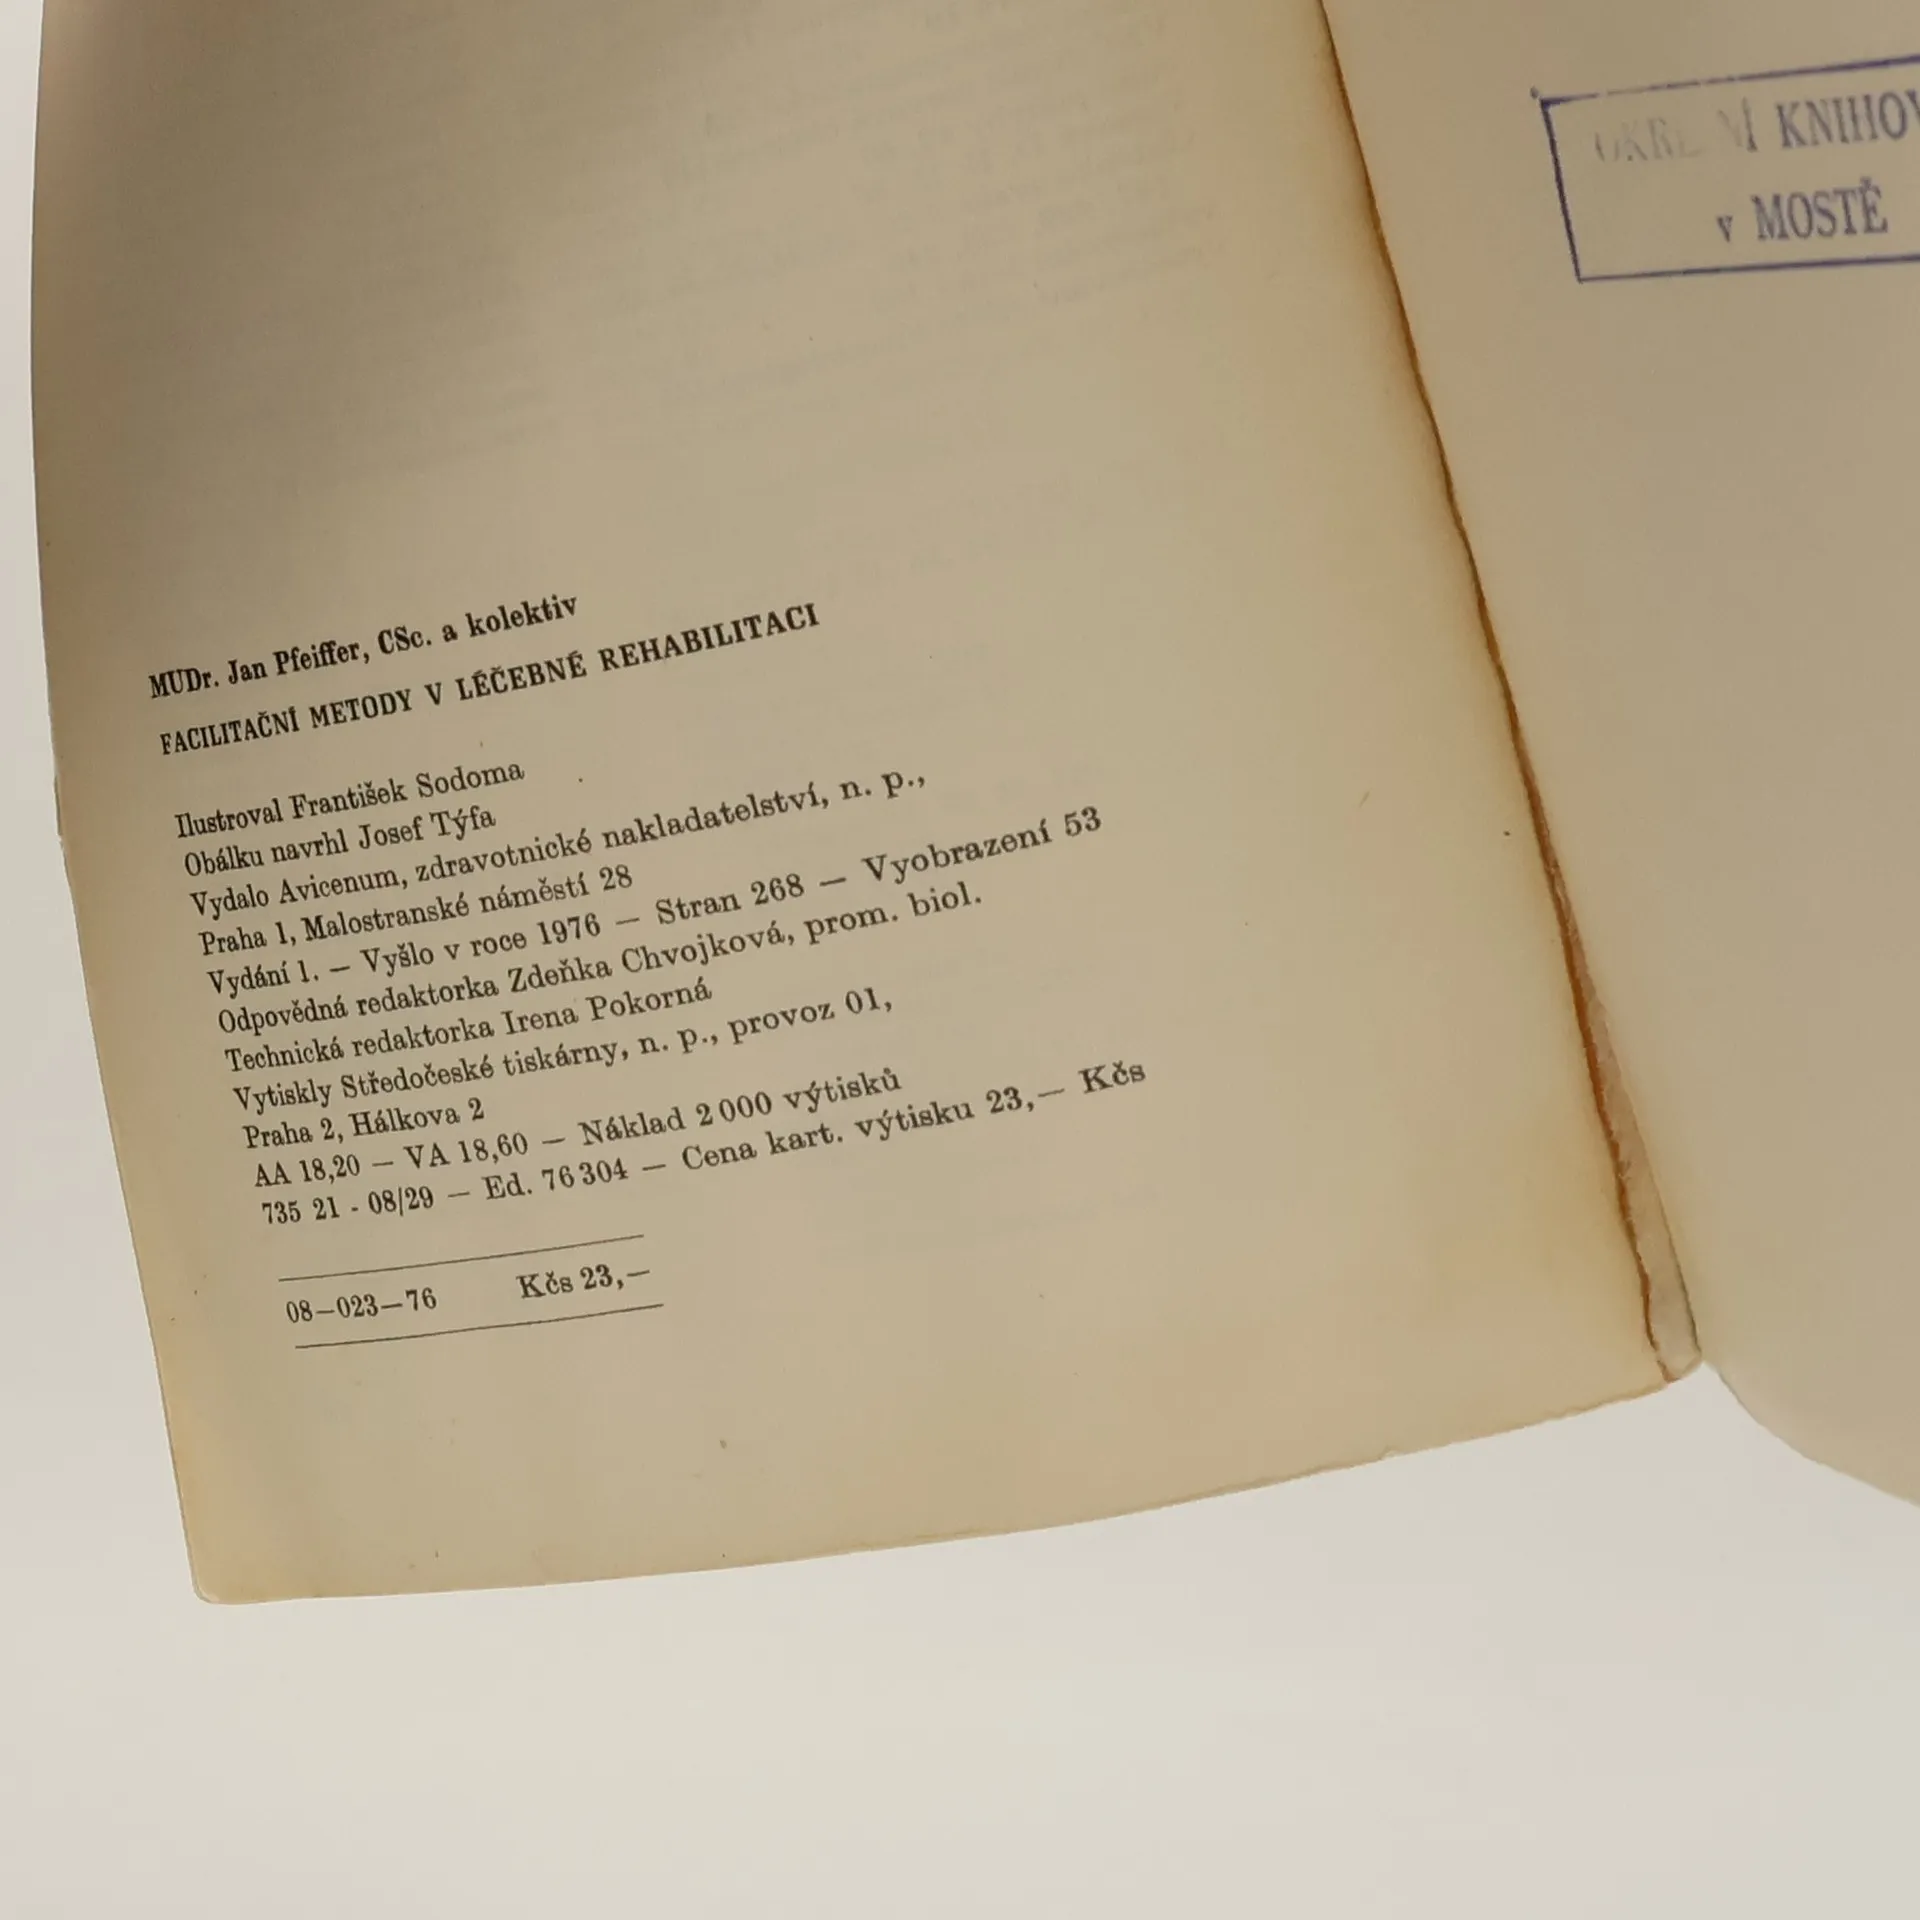 MUDr. Jan Pfeiffer, CSc. a kolektiv
FACILITAČNÍ METODY V LÉČEBNÉ REHABILITACI
Ilustroval František Sodoma
Obálku navrhl Josef Týfa
Vydalo Avicenum, zdravotnické nakladatelství, n. p.,
Praha 1, Malostranské náměstí 28
Vydání 1. — Vyšlo v roce 1976 — Stran 268 — Vyobrazení 53
Odpovědná redaktorka Zdeňka Chvojková, prom. biol.
Technická redaktorka Irena Pokorná
Vytiskly Středočeské tiskárny, n. p., provoz 01,
Praha 2, Hálkova 2
AA 18,20 — VA 18,60 — Náklad 2 000 výtisků
735 21 - 08/29 — Ed. 76 304 — Cena kart. výtisku 23,— Kčs
08—023—76 Kčs 23,—
KNIHOV
v MOSTĚ